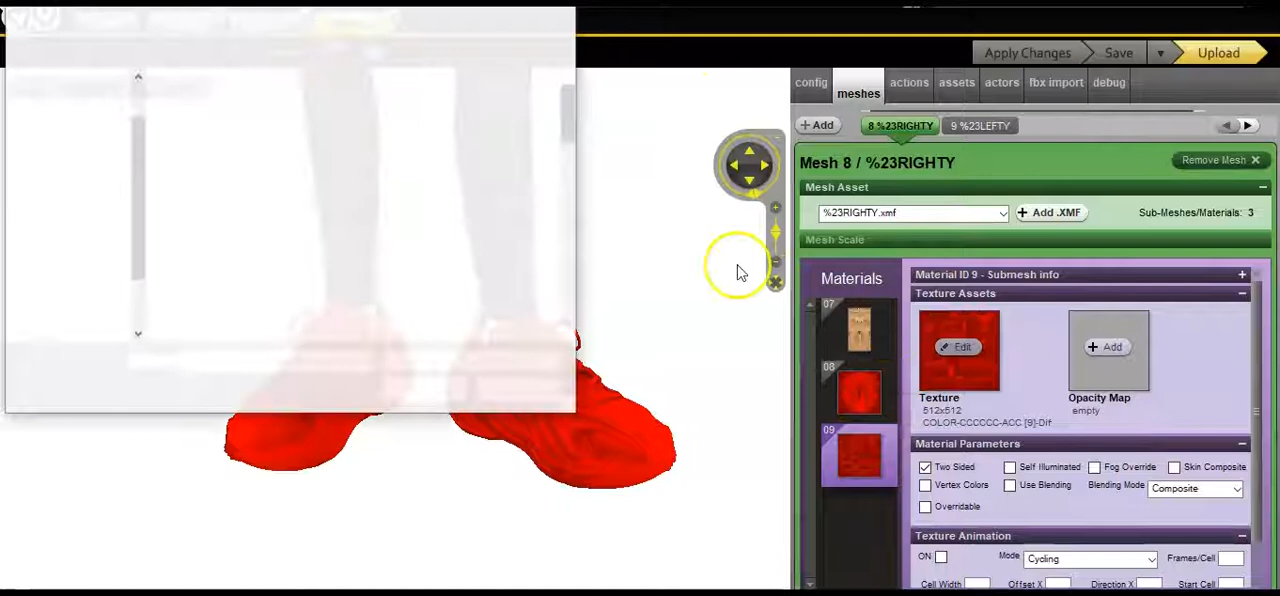 Apply Changes Save Upload
config meshes actions assets actors fbx import debug
+ Add 8 %23RIGHTY 9 %23LEFTY
Mesh 8 / %23RIGHTY Remove Mesh ×
Mesh Asset
%23RIGHTY.xmf + Add .XMF Sub-Meshes/Materials: 3
Mesh Scale
Materials
07
08
09
Material ID 9 - Submesh info
Texture Assets
Edit
+ Add
Texture
512x512
COLOR-CCCCCC-ACC [9]-Dif
Opacity Map
empty
Material Parameters
Two Sided Self Illuminated Fog Override Skin Composite
Vertex Colors Use Blending Blending Mode Composite
Overridable
Texture Animation
ON Mode Cycling Frames/Cell
Cell Width Offset X Direction X Start Cell